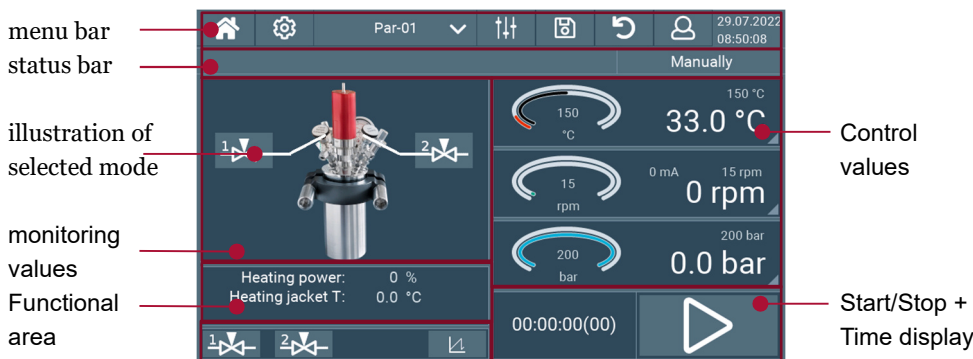 menu bar
status bar
illustration of
selected mode
monitoring
values
Functional
area
Par-01
29.07.2022
08:50:08
Manually
1
2
150
°C
150 °C
33.0 °C
15
rpm
0 mA 15 rpm
0 rpm
200
bar
200 bar
0.0 bar
Heating power: 0 %
Heating jacket T: 0.0 °C
1 2
00:00:00(00)
Control
values
Start/Stop +
Time display